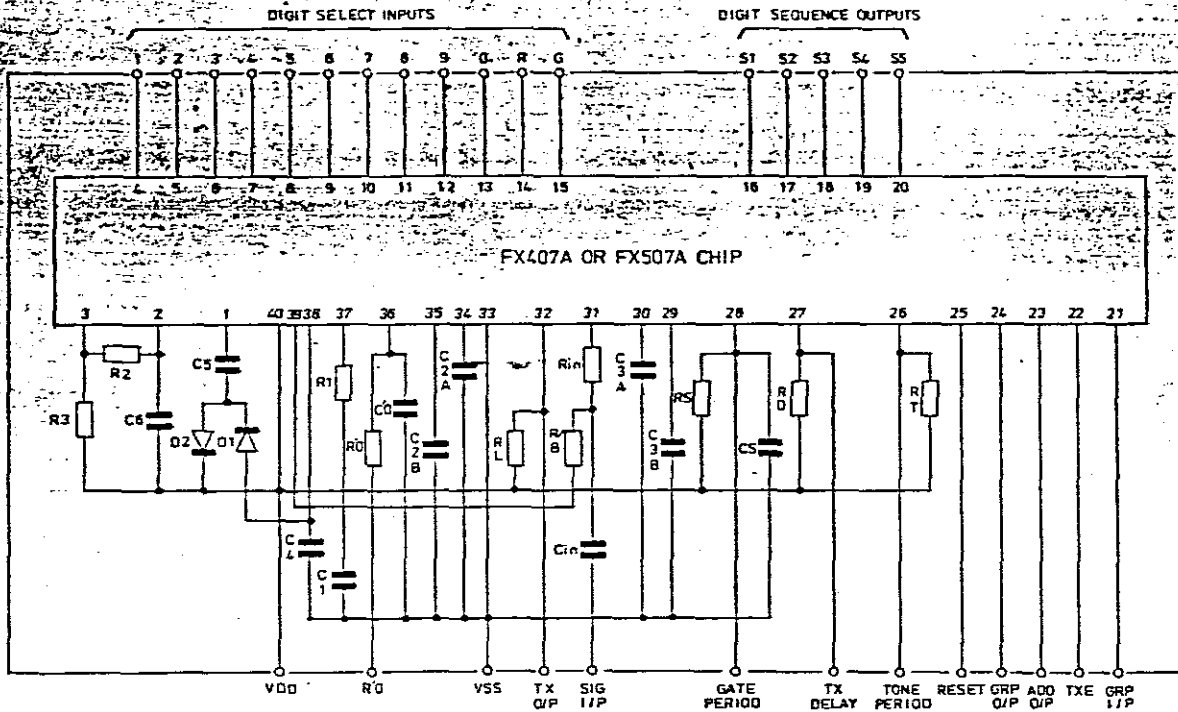 DIGIT SELECT INPUTS DIGIT SEQUENCE OUTPUTS
1 2 3 4 5 6 7 8 9 0 R G S1 S2 S3 S4 S5
4 5 6 7 8 9 10 11 12 13 14 15 16 17 18 19 20
FX407A OR FX507A CHIP
3 2 1 40 39 38 37 36 35 34 33 32 31 30 29 28 27 26 25 24 23 22 21
R2 C5 R1 C2A Rin C3A
R3 C6 D2 D1 R0 C0 C2B RL RB C3B RS CS RD RT
C4 C1 Cin
VDD R0 VSS TX O/P SIG I/P GATE PERIOD TX DELAY TONE PERIOD RESET GRP O/P ADD O/P TXE GRP I/P